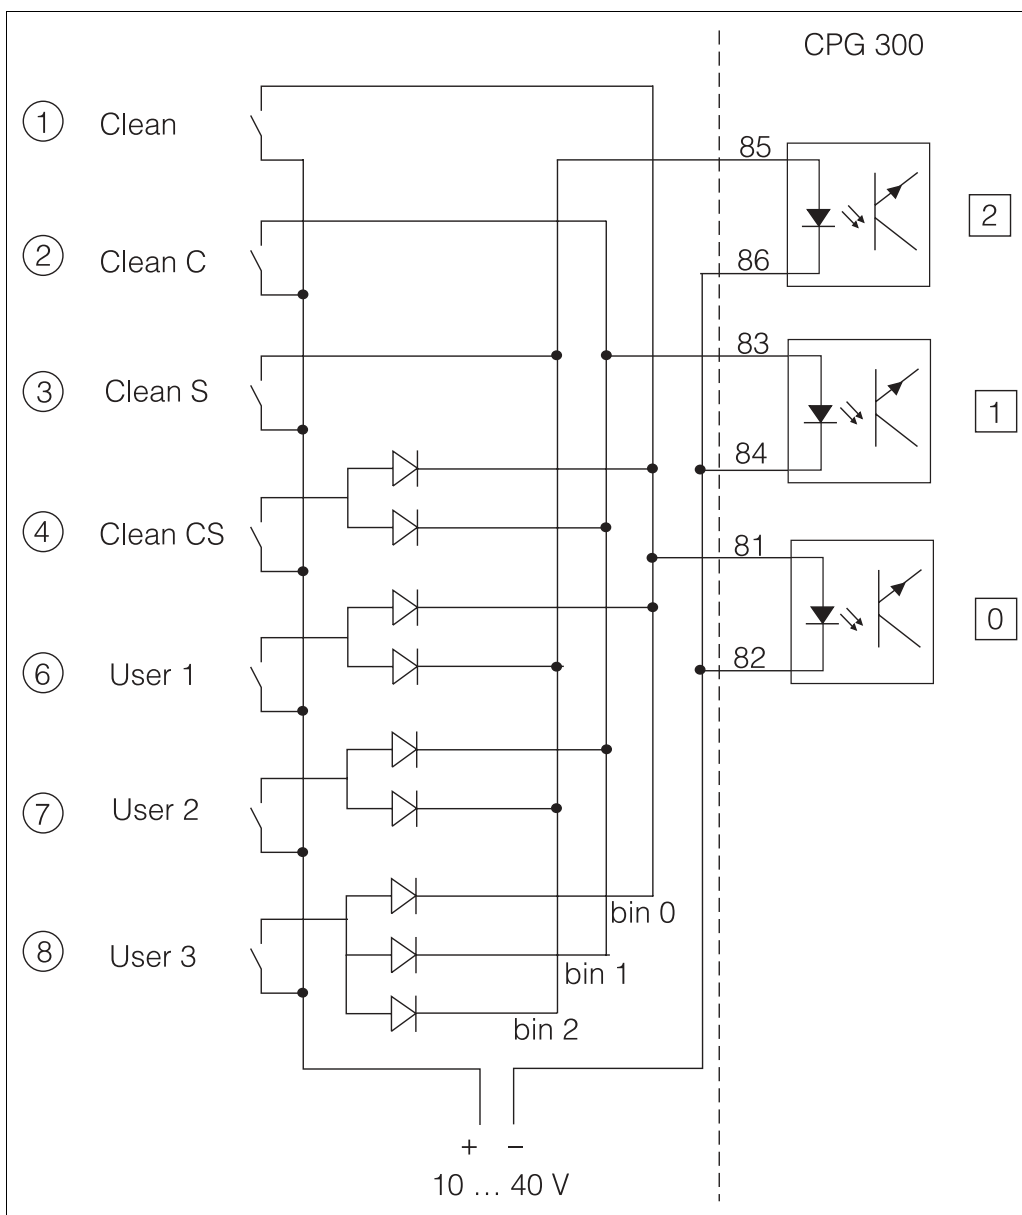 CPG 300
1 Clean
85
2
2 Clean C
86
83
3 Clean S
1
84
4 Clean CS
81
0
82
6 User 1
7 User 2
bin 0
8 User 3
bin 1
bin 2
+ −
10 ... 40 V